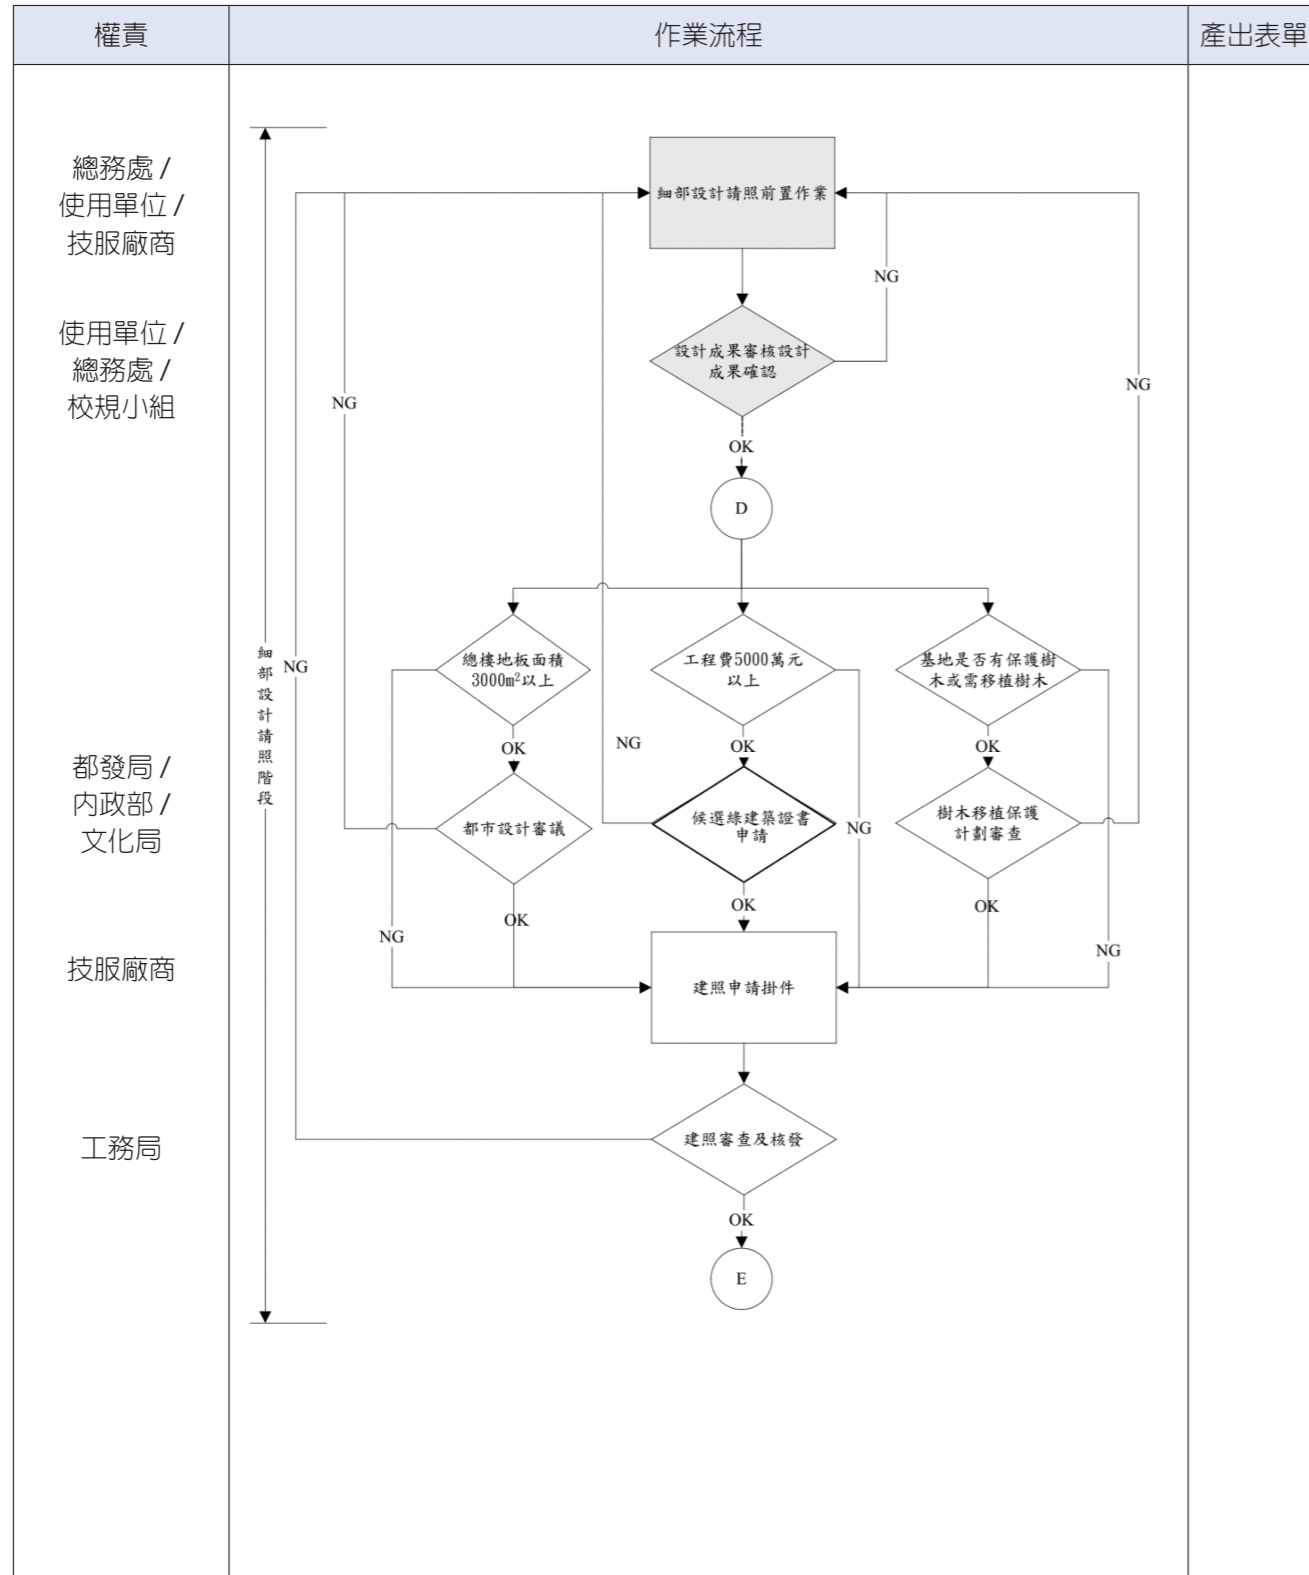 權責
作業流程
產出表單
總務處 /
使用單位 /
技服廠商
使用單位 /
總務處 /
校規小組
都發局 /
內政部 /
文化局
技服廠商
工務局
細部設計請照階段
細部設計請照前置作業
NG
設計成果審核設計
成果確認
NG
NG
OK
D
總樓地板面積
3000m²以上
工程費5000萬元
以上
基地是否有保護樹
木或需移植樹木
NG
NG
OK
OK
OK
都市設計審議
候選綠建築證書
申請
樹木移植保護
計劃審查
NG
OK
OK
OK
NG
NG
建照申請掛件
建照審查及核發
OK
E